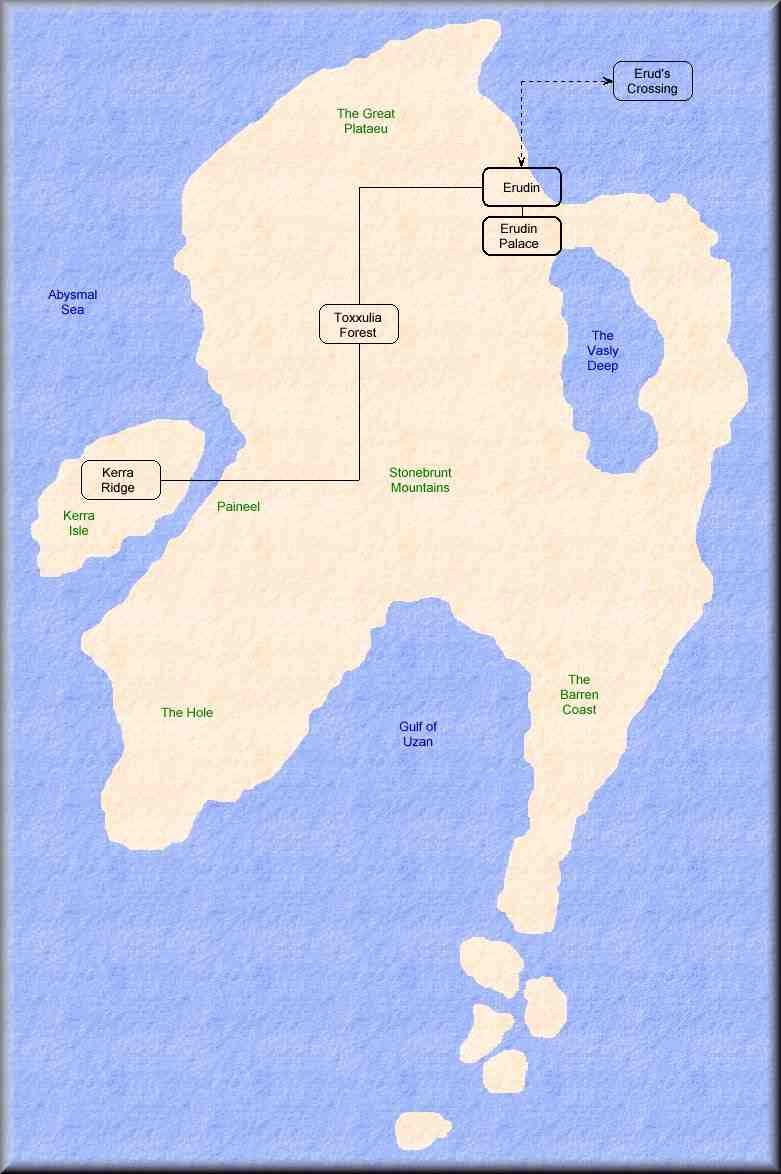 Erud's
Crossing
The Great
Plataeu
Erudin
Erudin
Palace
Abysmal
Sea
Toxxulia
Forest
The
Vasly
Deep
Kerra
Ridge
Stonebrunt
Mountains
Paineel
Kerra
Isle
The
Barren
Coast
The Hole
Gulf of
Uzan